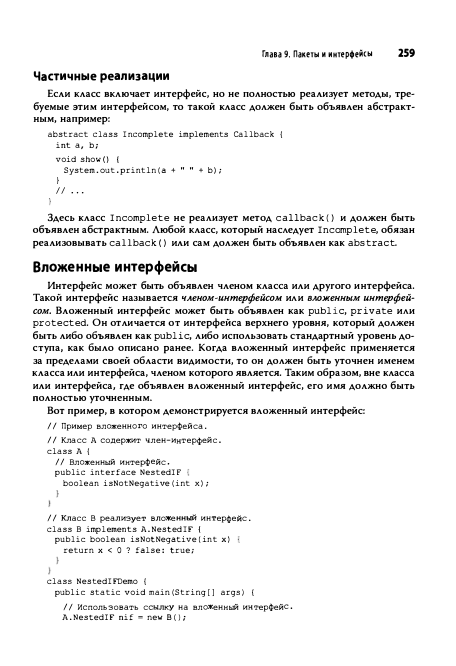 Глава 9. Пакеты и интерфейсы 259
Частичные реализации
Если класс включает интерфейс, но не полностью реализует методы, тре-
буемые этим интерфейсом, то такой класс должен быть объявлен абстракт-
ным, например:
abstract class Incomplete implements Callback {
int a, b;
void show() {
System.out.println(a + " " + b);
}
// ...
}
Здесь класс Incomplete не реализует метод callback() и должен быть
объявлен абстрактным. Любой класс, который наследует Incomplete, обязан
реализовывать callback() или сам должен быть объявлен как abstract.
Вложенные интерфейсы
Интерфейс может быть объявлен членом класса или другого интерфейса.
Такой интерфейс называется членом-интерфейсом или вложенным интерфей-
сом. Вложенный интерфейс может быть объявлен как public, private или
protected. Он отличается от интерфейса верхнего уровня, который должен
быть либо объявлен как public, либо использовать стандартный уровень до-
ступа, как было описано ранее. Когда вложенный интерфейс применяется
за пределами своей области видимости, то он должен быть уточнен именем
класса или интерфейса, членом которого является. Таким образом, вне класса
или интерфейса, где объявлен вложенный интерфейс, его имя должно быть
полностью уточненным.
Вот пример, в котором демонстрируется вложенный интерфейс:
// Пример вложенного интерфейса.
// Класс A содержит член-интерфейс.
class A {
// Вложенный интерфейс.
public interface NestedIF {
boolean isNotNegative(int x);
}
}
// Класс B реализует вложенный интерфейс.
class B implements A.NestedIF {
public boolean isNotNegative(int x) {
return x < 0 ? false: true;
}
}
class NestedIFDemo {
public static void main(String[] args) {
// Использовать ссылку на вложенный интерфейс.
A.NestedIF nif = new B();